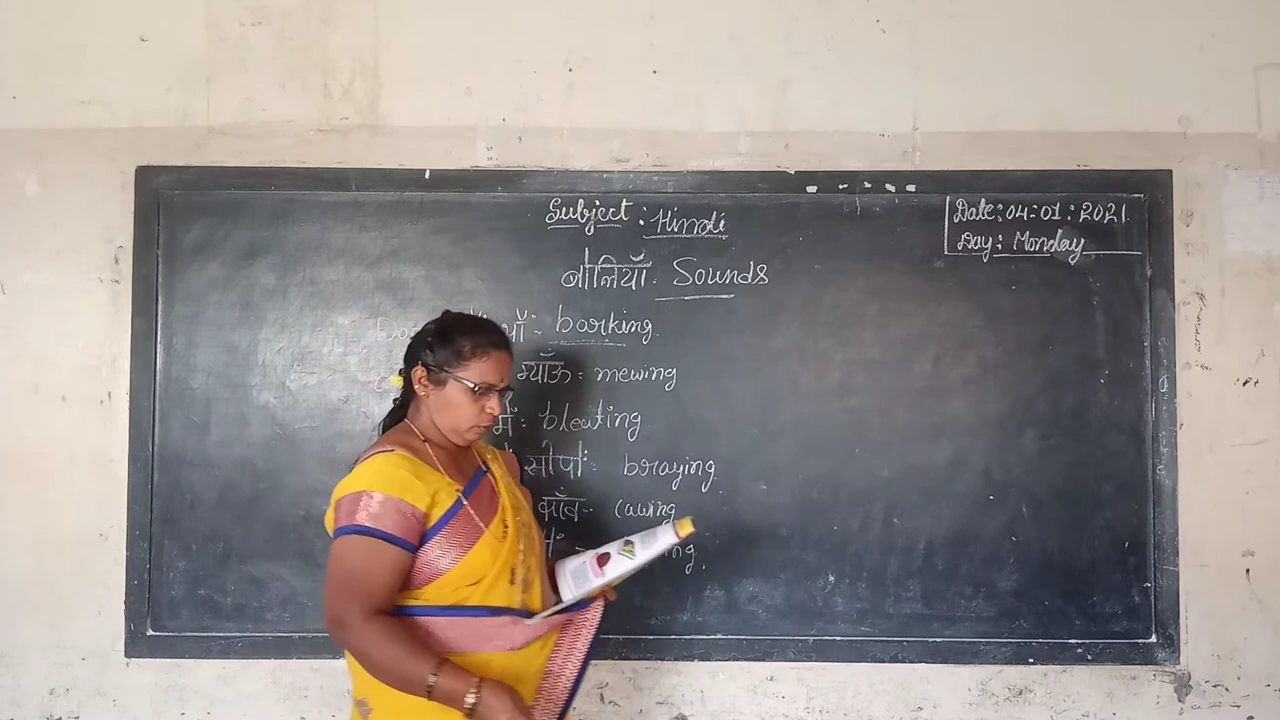 Subject : Hindi
Date: 04:01:2021
Day: Monday
बोलियाँ: Sounds
barking
म्याँऊ = mewing
में : bleating
सीपों : braying
काँव -- Cawing